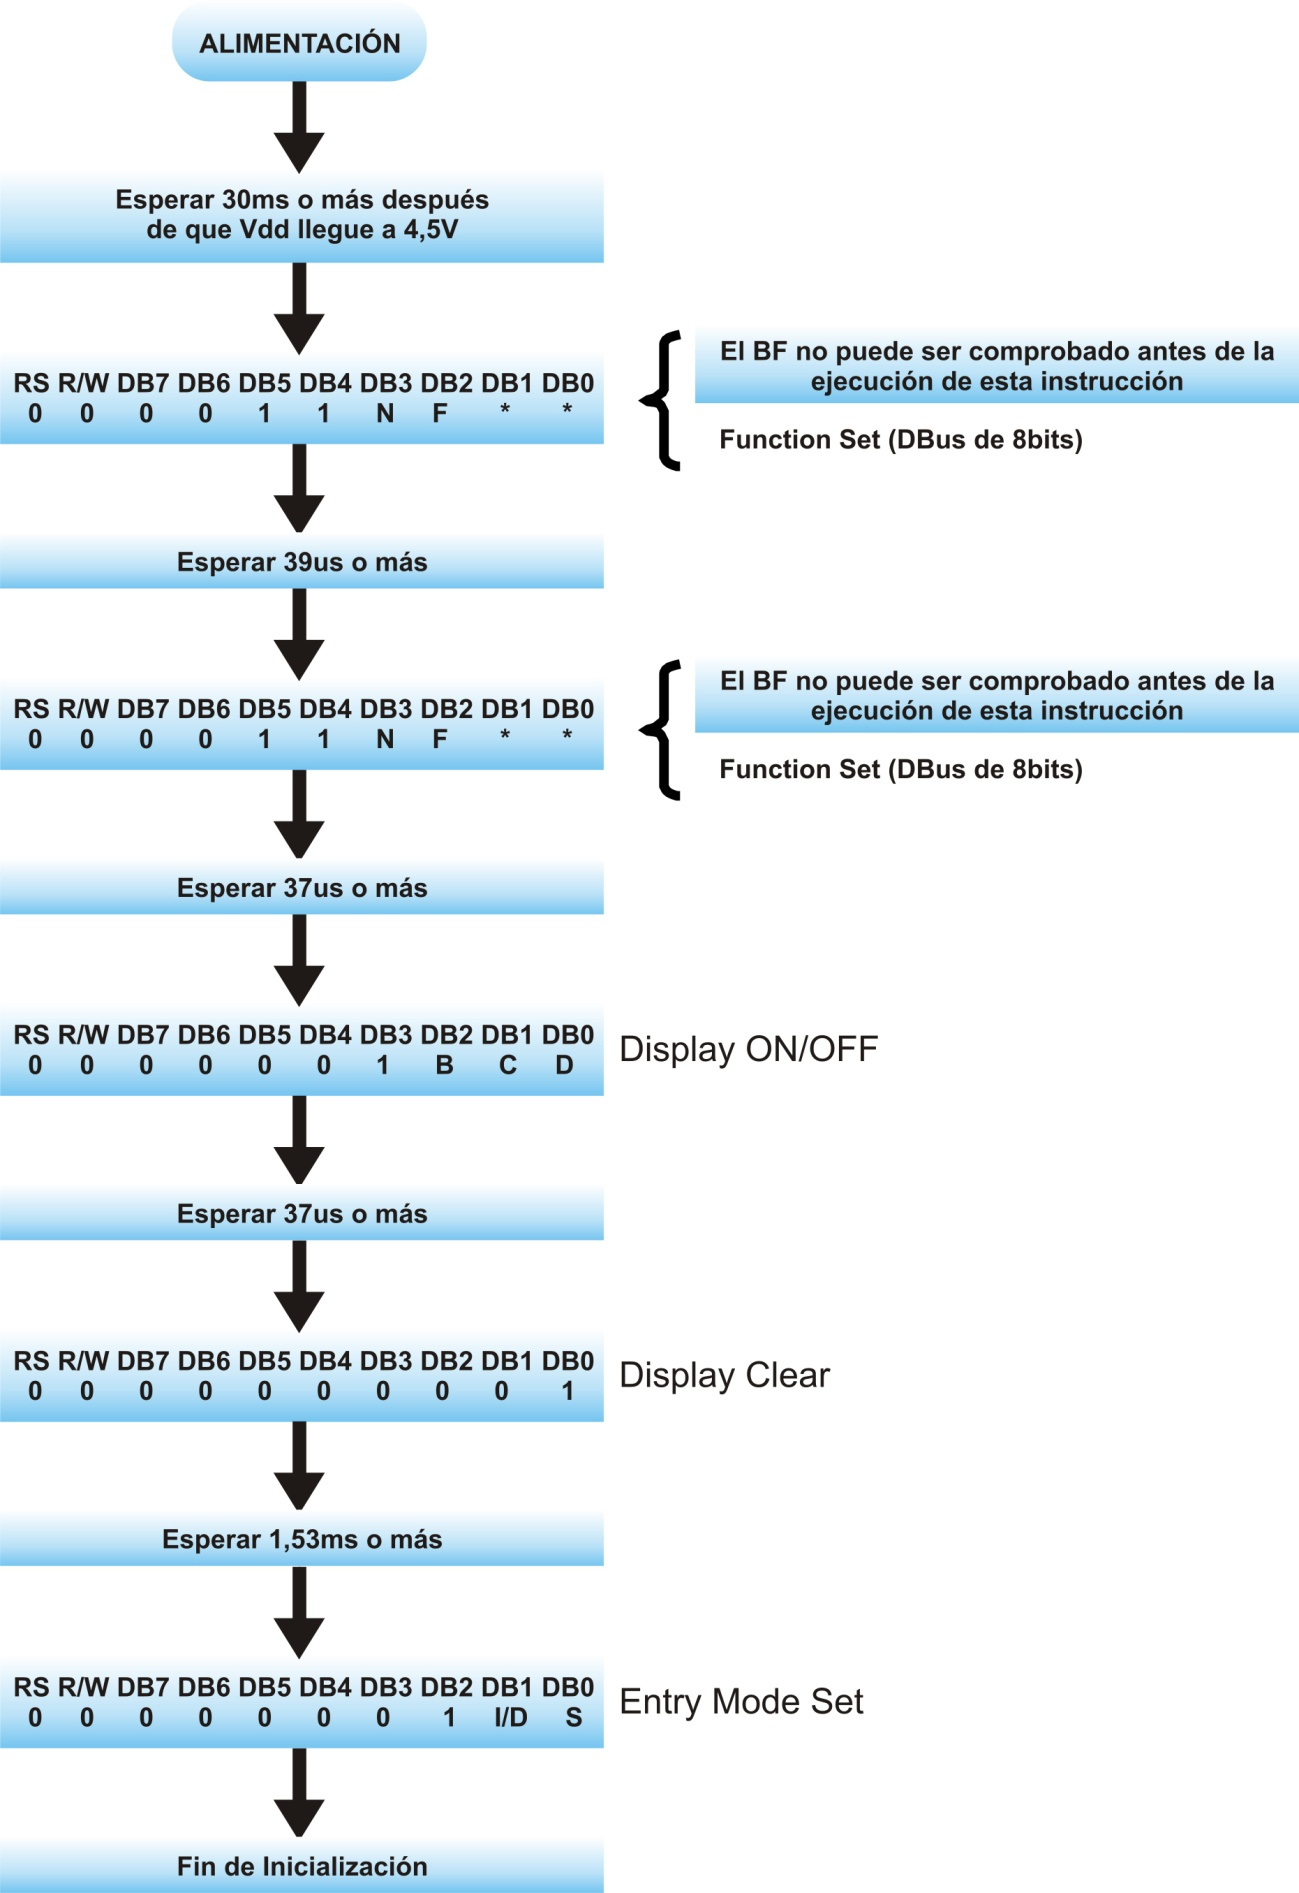 ALIMENTACIÓN
Esperar 30ms o más después
de que Vdd llegue a 4,5V
RS R/W DB7 DB6 DB5 DB4 DB3 DB2 DB1 DB0
0 0 0 0 1 1 N F * *
El BF no puede ser comprobado antes de la
ejecución de esta instrucción
Function Set (DBus de 8bits)
Esperar 39us o más
RS R/W DB7 DB6 DB5 DB4 DB3 DB2 DB1 DB0
0 0 0 0 1 1 N F * *
El BF no puede ser comprobado antes de la
ejecución de esta instrucción
Function Set (DBus de 8bits)
Esperar 37us o más
RS R/W DB7 DB6 DB5 DB4 DB3 DB2 DB1 DB0
0 0 0 0 0 0 1 B C D
Display ON/OFF
Esperar 37us o más
RS R/W DB7 DB6 DB5 DB4 DB3 DB2 DB1 DB0
0 0 0 0 0 0 0 0 0 1
Display Clear
Esperar 1,53ms o más
RS R/W DB7 DB6 DB5 DB4 DB3 DB2 DB1 DB0
0 0 0 0 0 0 0 1 I/D S
Entry Mode Set
Fin de Inicialización